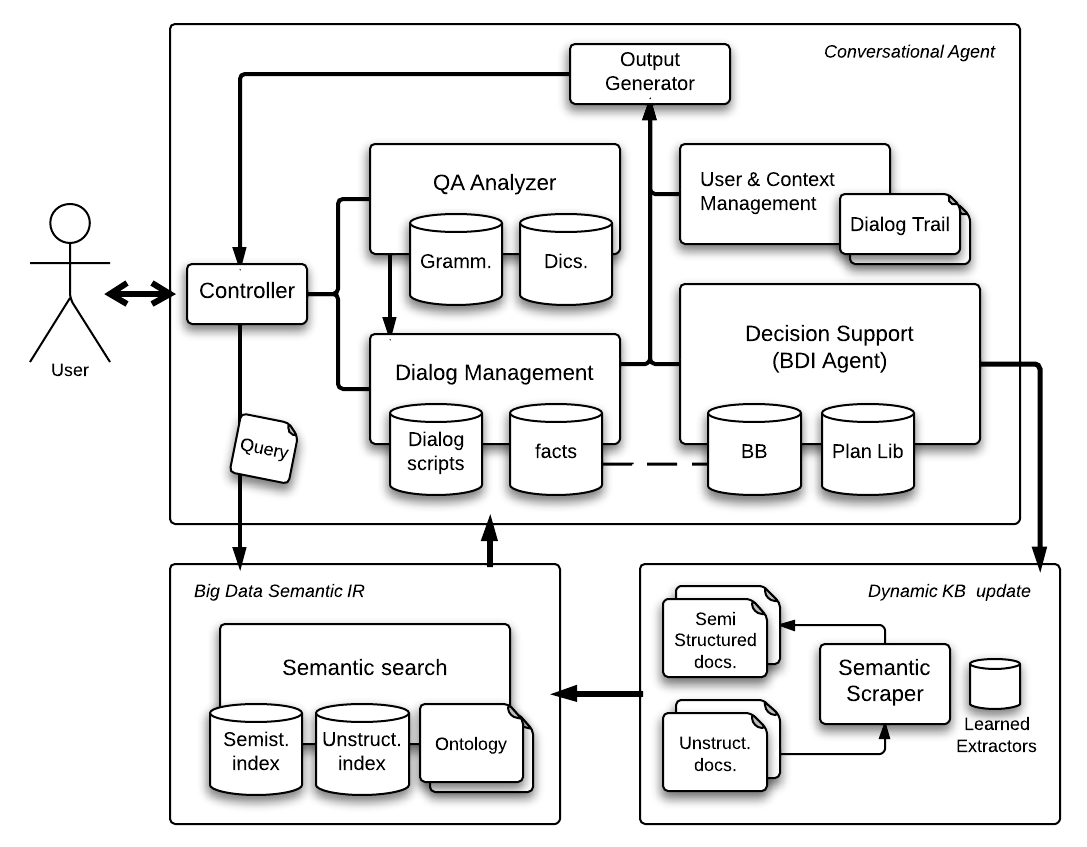 Conversational Agent
Output
Generator
QA Analyzer
Gramm.
Dics.
User & Context
Management
Dialog Trail
Controller
User
Dialog Management
Dialog
scripts
facts
Decision Support
(BDI Agent)
BB
Plan Lib
Query
Big Data Semantic IR
Semantic search
Semist.
index
Unstruct.
index
Ontology
Dynamic KB update
Semi
Structured
docs.
Semantic
Scraper
Learned
Extractors
Unstruct.
docs.